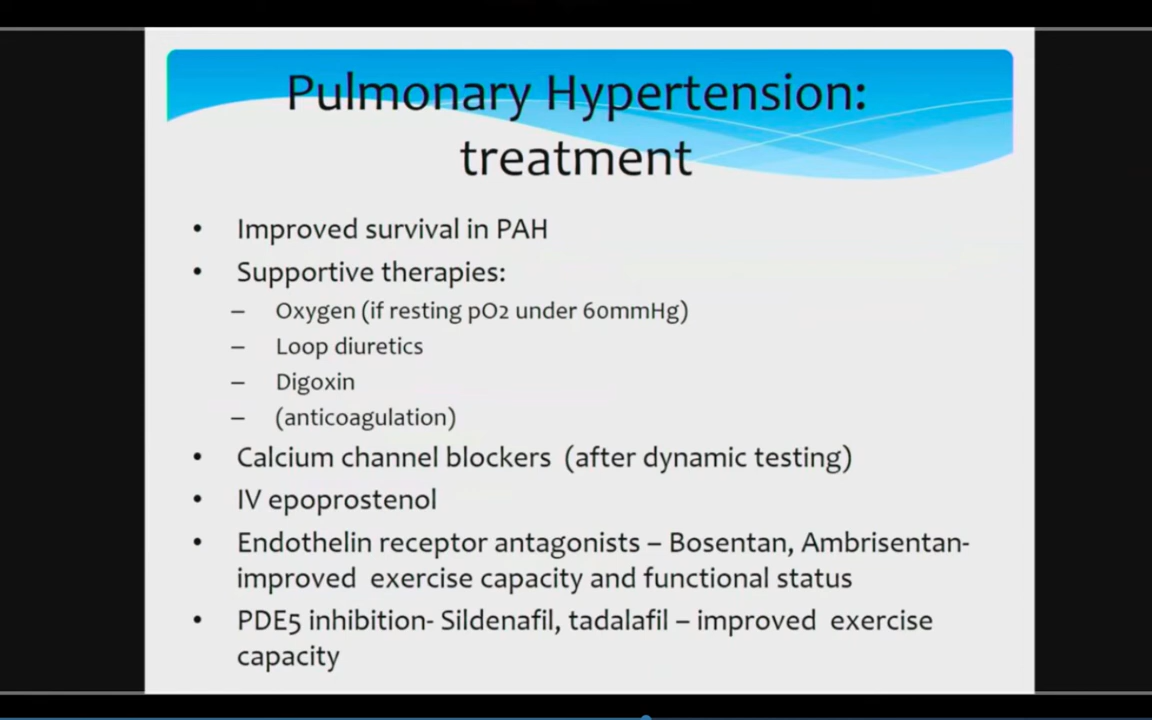 Pulmonary Hypertension:
treatment
• Improved survival in PAH
• Supportive therapies:
– Oxygen (if resting pO2 under 60mmHg)
– Loop diuretics
– Digoxin
– (anticoagulation)
• Calcium channel blockers (after dynamic testing)
• IV epoprostenol
• Endothelin receptor antagonists – Bosentan, Ambrisentan-
improved exercise capacity and functional status
• PDE5 inhibition- Sildenafil, tadalafil – improved exercise
capacity